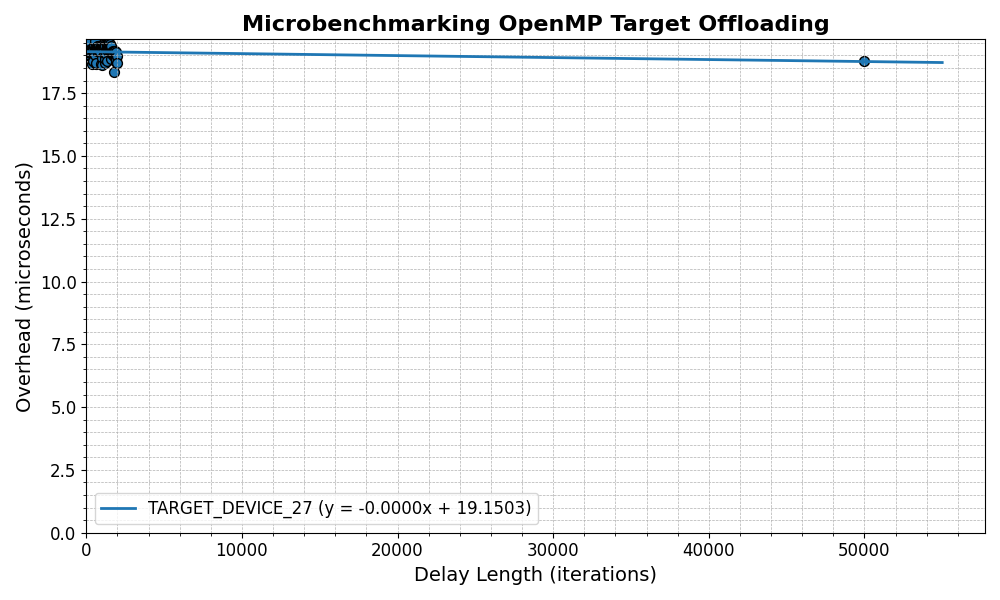 Microbenchmarking OpenMP Target Offloading
Overhead (microseconds)
17.5
15.0
12.5
10.0
7.5
5.0
2.5
0.0
TARGET_DEVICE_27 (y = -0.0000x + 19.1503)
0 10000 20000 30000 40000 50000
Delay Length (iterations)